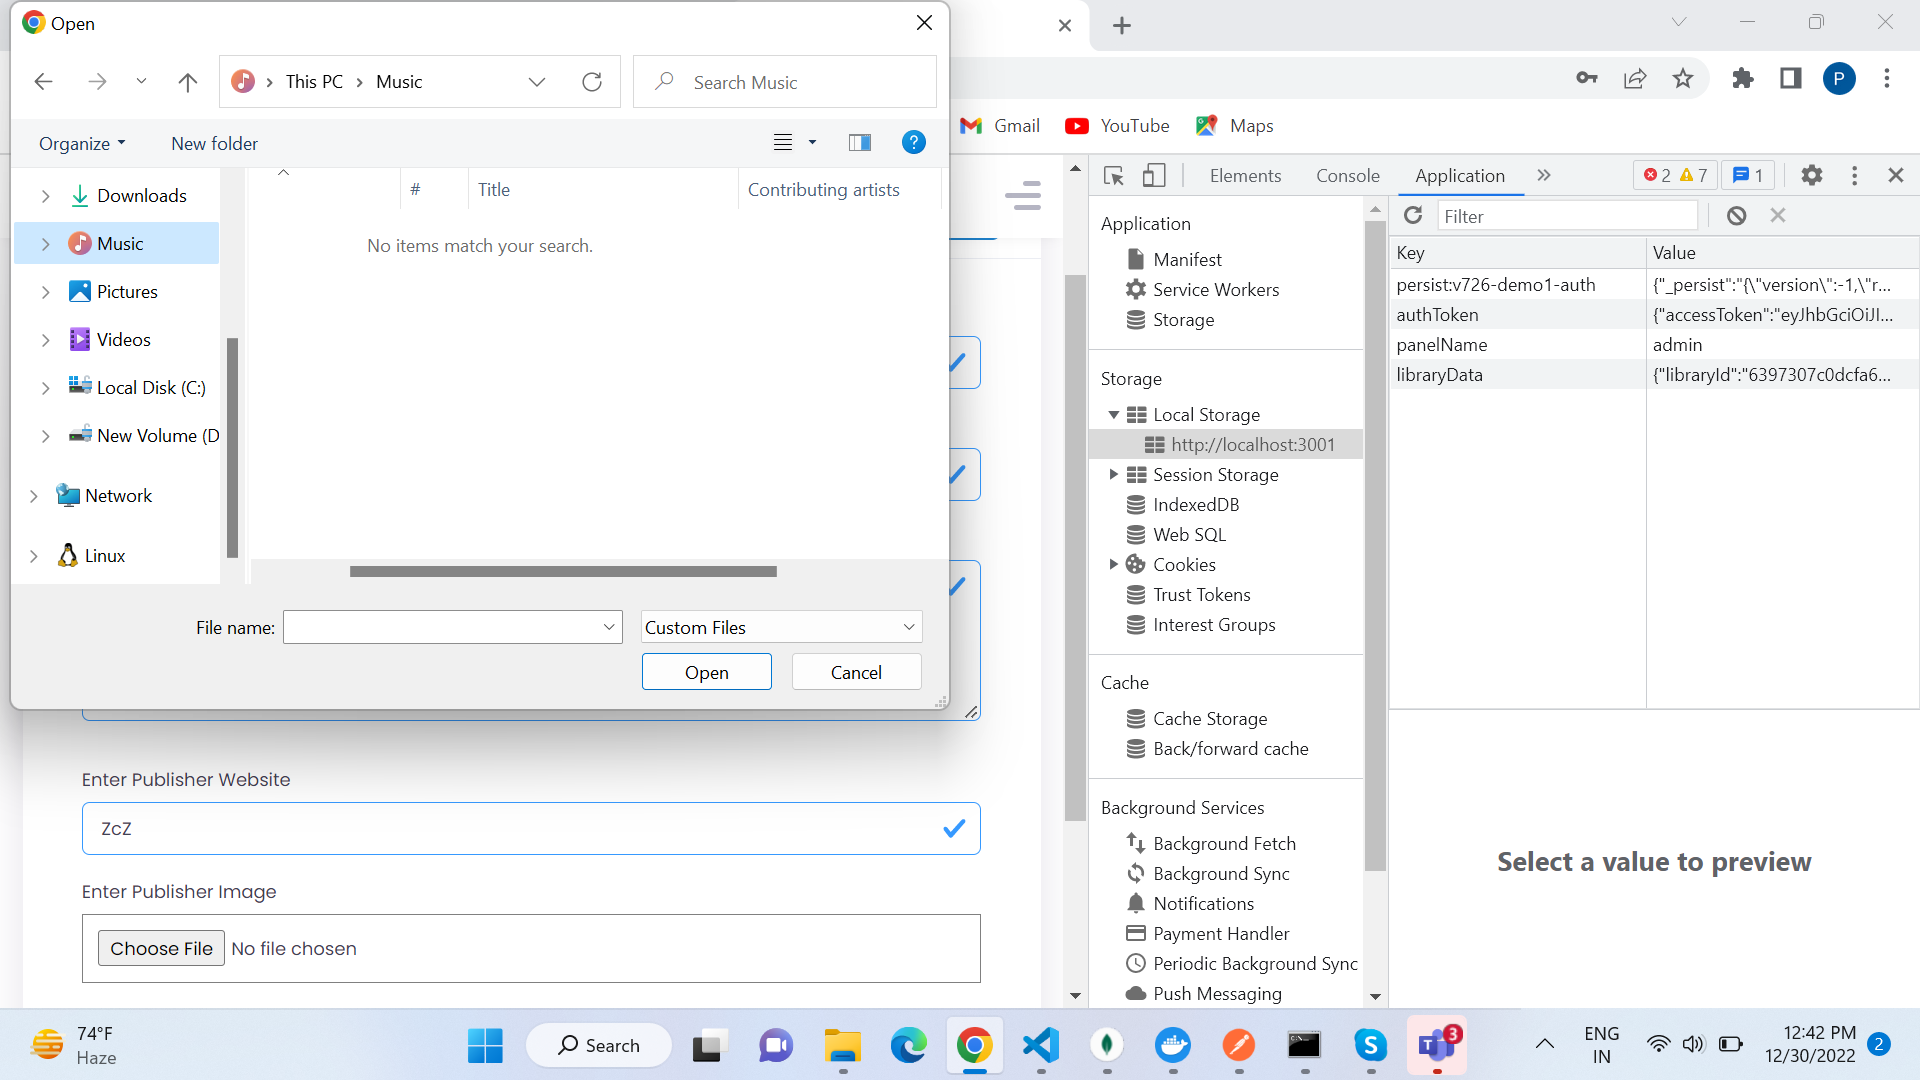 Open
This PC
Music
Search Music
Organize
New folder
Downloads
Music
Pictures
Videos
Local Disk (C:)
New Volume (D
Network
Linux
#
Title
Contributing artists
No items match your search.
File name:
Custom Files
Open
Cancel
P
Gmail
YouTube
Maps
Enter Publisher Website
ZcZ
Enter Publisher Image
Choose File
No file chosen
Elements
Console
Application
2
7
1
Application
Manifest
Service Workers
Storage
Storage
Local Storage
http://localhost:3001
Session Storage
IndexedDB
Web SQL
Cookies
Trust Tokens
Interest Groups
Cache
Cache Storage
Back/forward cache
Background Services
Background Fetch
Background Sync
Notifications
Payment Handler
Periodic Background Sync
Push Messaging
Filter
Key
Value
persist:v726-demo1-auth
{"_persist":"{\"version\":-1,\"r...
authToken
{"accessToken":"eyJhbGciOiJI...
panelName
admin
libraryData
{"libraryId":"6397307c0dcfa6...
Select a value to preview
74°F
Haze
Search
3
ENG
IN
12:42 PM
12/30/2022
2